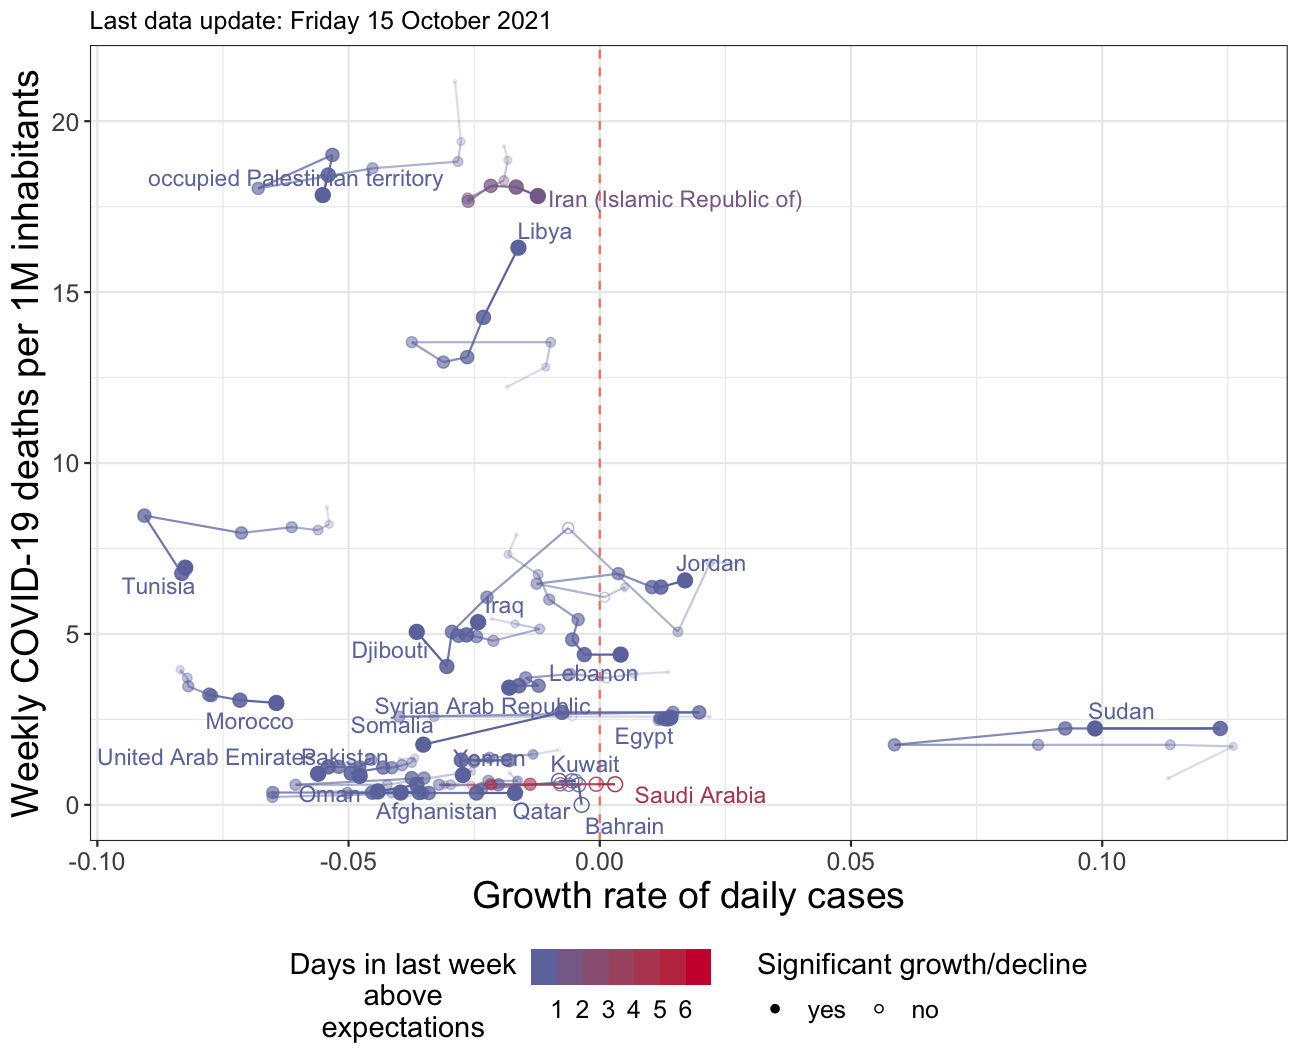 Last data update: Friday 15 October 2021
Weekly COVID-19 deaths per 1M inhabitants
20
15
10
5
0
occupied Palestinian territory
Iran (Islamic Republic of)
Libya
Tunisia
Jordan
Iraq
Djibouti
Lebanon
Morocco
Syrian Arab Republic
Somalia
Egypt
Sudan
United Arab Emirates
Pakistan
Yemen
Kuwait
Oman
Saudi Arabia
Afghanistan
Qatar
Bahrain
-0.10 -0.05 0.00 0.05 0.10
Growth rate of daily cases
Days in last week
above
expectations
1 2 3 4 5 6
Significant growth/decline
yes no